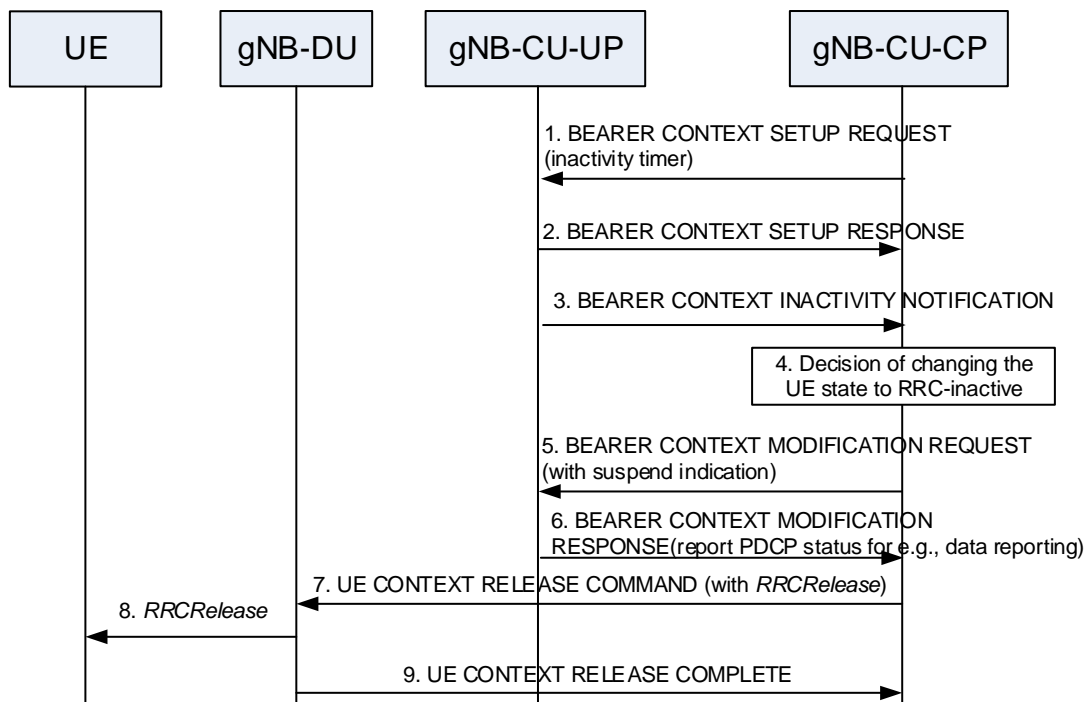 UE
gNB-DU
gNB-CU-UP
gNB-CU-CP
1. BEARER CONTEXT SETUP REQUEST
(inactivity timer)
2. BEARER CONTEXT SETUP RESPONSE
3. BEARER CONTEXT INACTIVITY NOTIFICATION
4. Decision of changing the
UE state to RRC-inactive
5. BEARER CONTEXT MODIFICATION REQUEST
(with suspend indication)
6. BEARER CONTEXT MODIFICATION
RESPONSE(report PDCP status for e.g., data reporting)
7. UE CONTEXT RELEASE COMMAND (with RRCRelease)
8. RRCRelease
9. UE CONTEXT RELEASE COMPLETE